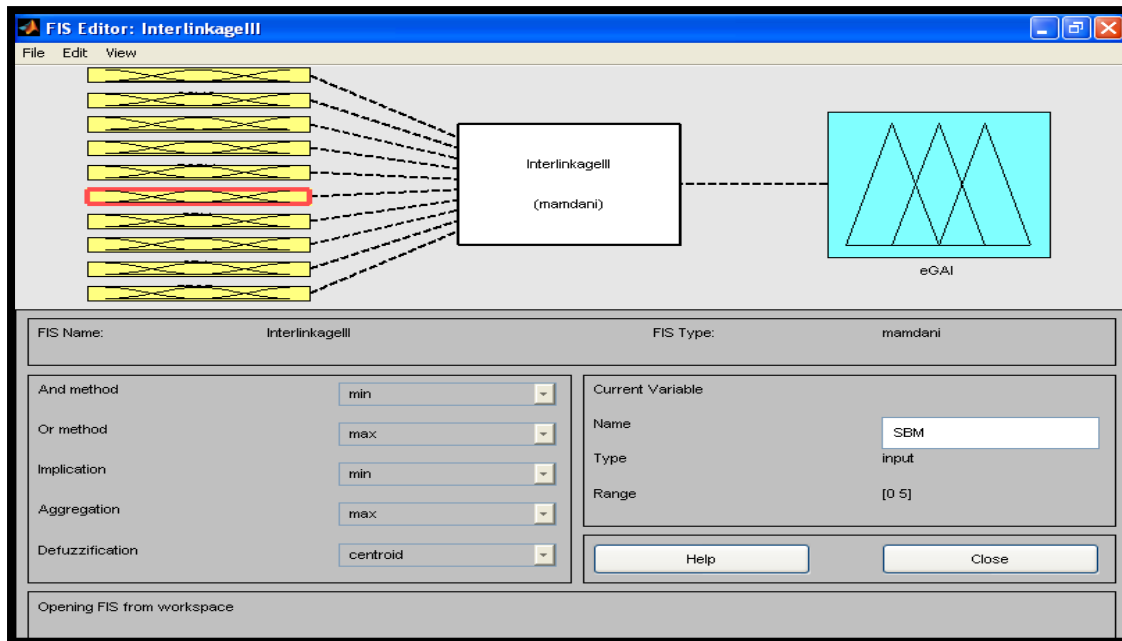 FIS Editor: InterlinkageIII
File Edit View
InterlinkageIII
(mamdani)
eGAI
FIS Name: InterlinkageIII FIS Type: mamdani
And method min
Or method max
Implication min
Aggregation max
Defuzzification centroid
Current Variable
Name SBM
Type input
Range [0 5]
Help Close
Opening FIS from workspace